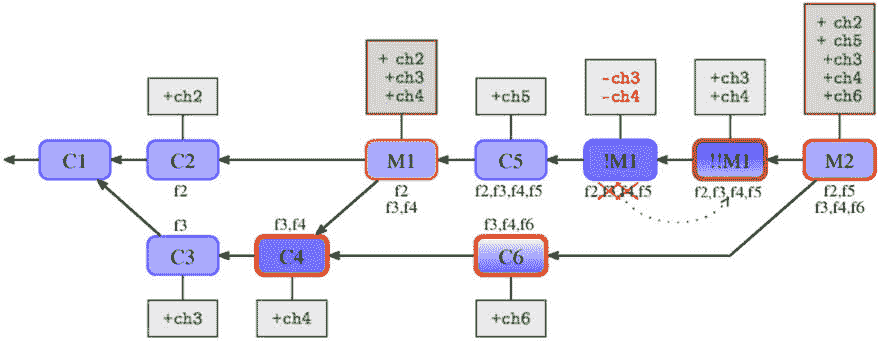 + ch2
+ ch5
+ch3
+ch4
+ch6
+ ch2
+ch3
+ch4
+ch2
+ch5
-ch3
-ch4
+ch3
+ch4
C1
C2
M1
C5
!M1
!!M1
M2
f2
f2
f3,f4
f2,f3,f4,f5
f2,f3,f4,f5
f2,f3,f4,f5
f2,f5
f3,f4,f6
f3
f3,f4
f3,f4,f6
C3
C4
C6
+ch3
+ch4
+ch6